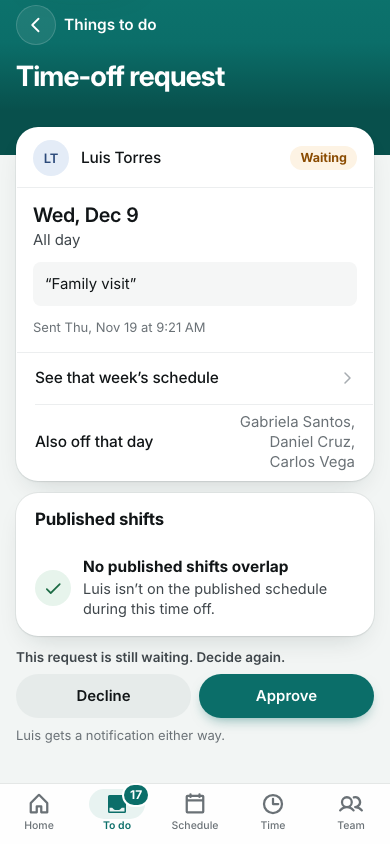 Things to do
Time-off request
LT
Luis Torres
Waiting
Wed, Dec 9
All day
“Family visit”
Sent Thu, Nov 19 at 9:21 AM
See that week’s schedule
Also off that day
Gabriela Santos,
Daniel Cruz,
Carlos Vega
Published shifts
No published shifts overlap
Luis isn’t on the published schedule
during this time off.
This request is still waiting. Decide again.
Decline
Approve
Luis gets a notification either way.
17
Home
To do
Schedule
Time
Team